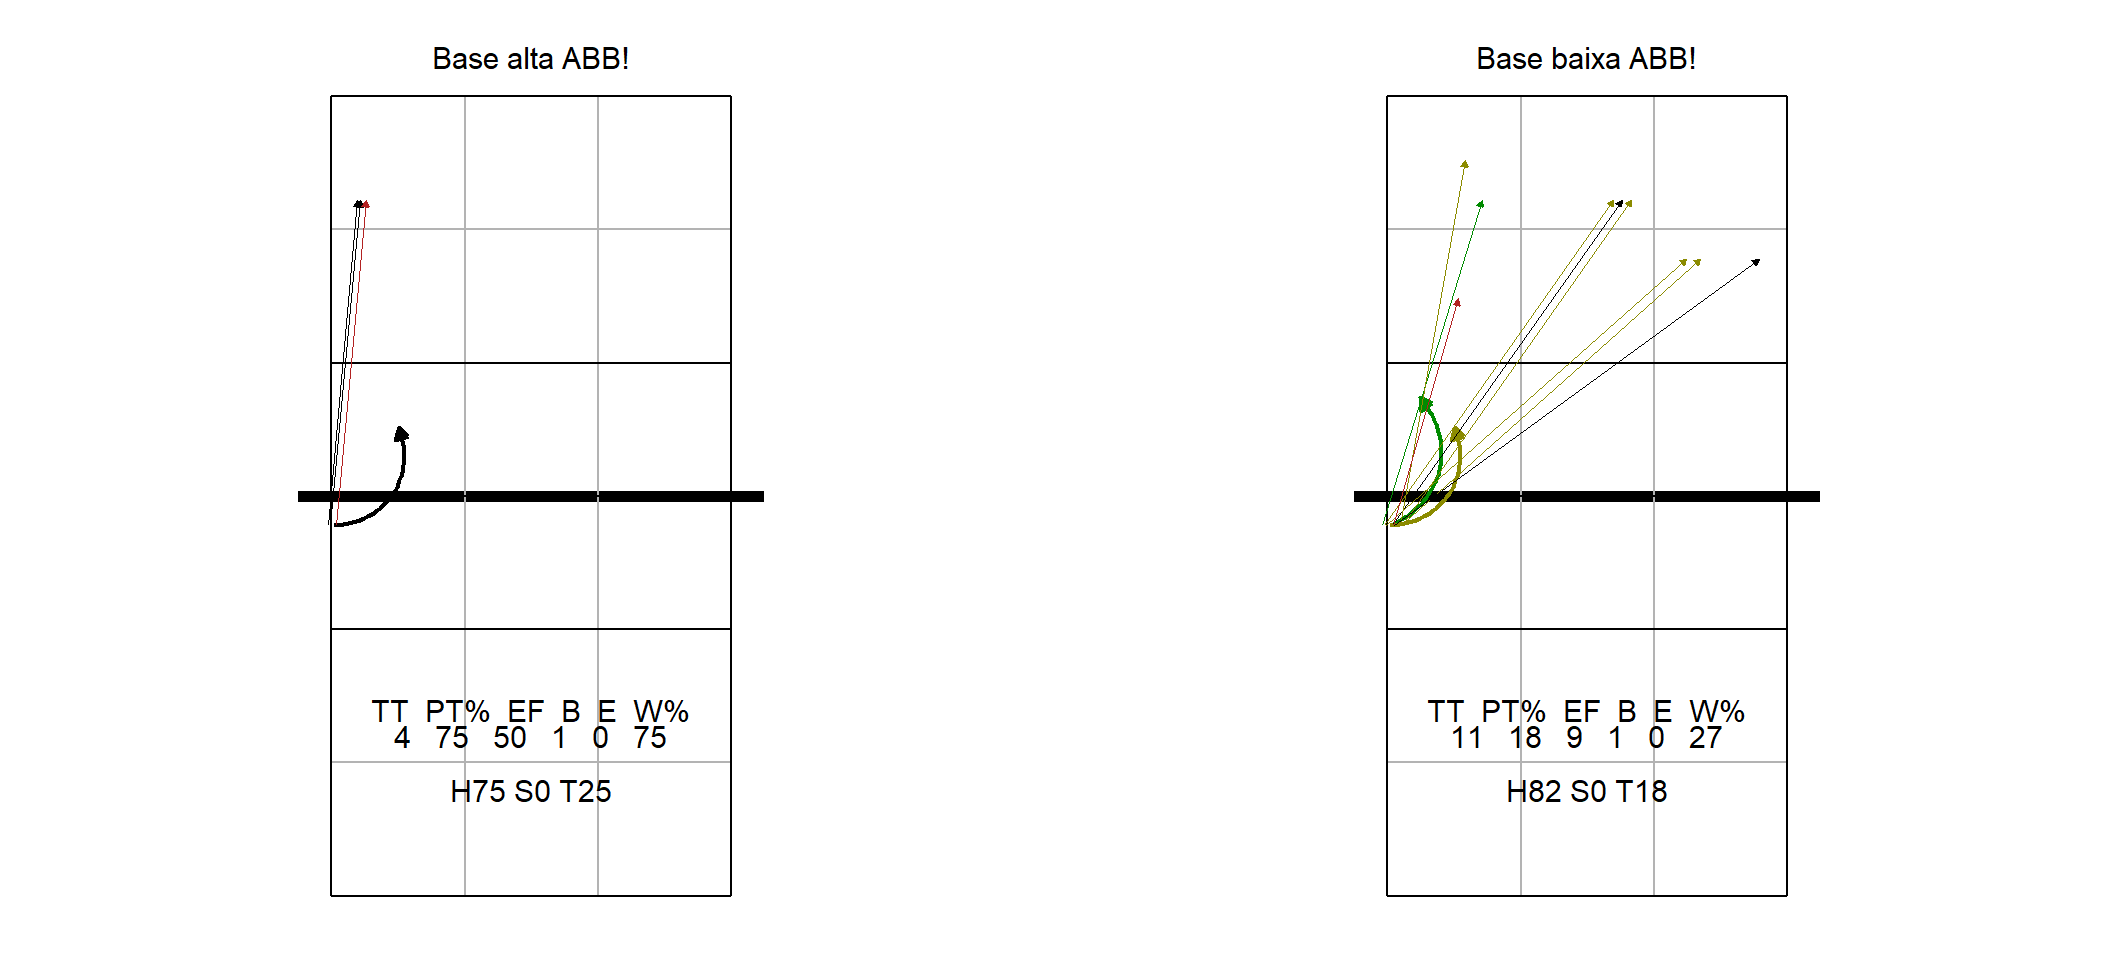 Base alta ABB!
TT PT% EF B E W%
4 75 50 1 0 75
H75 S0 T25
Base baixa ABB!
TT PT% EF B E W%
11 18 9 1 0 27
H82 S0 T18